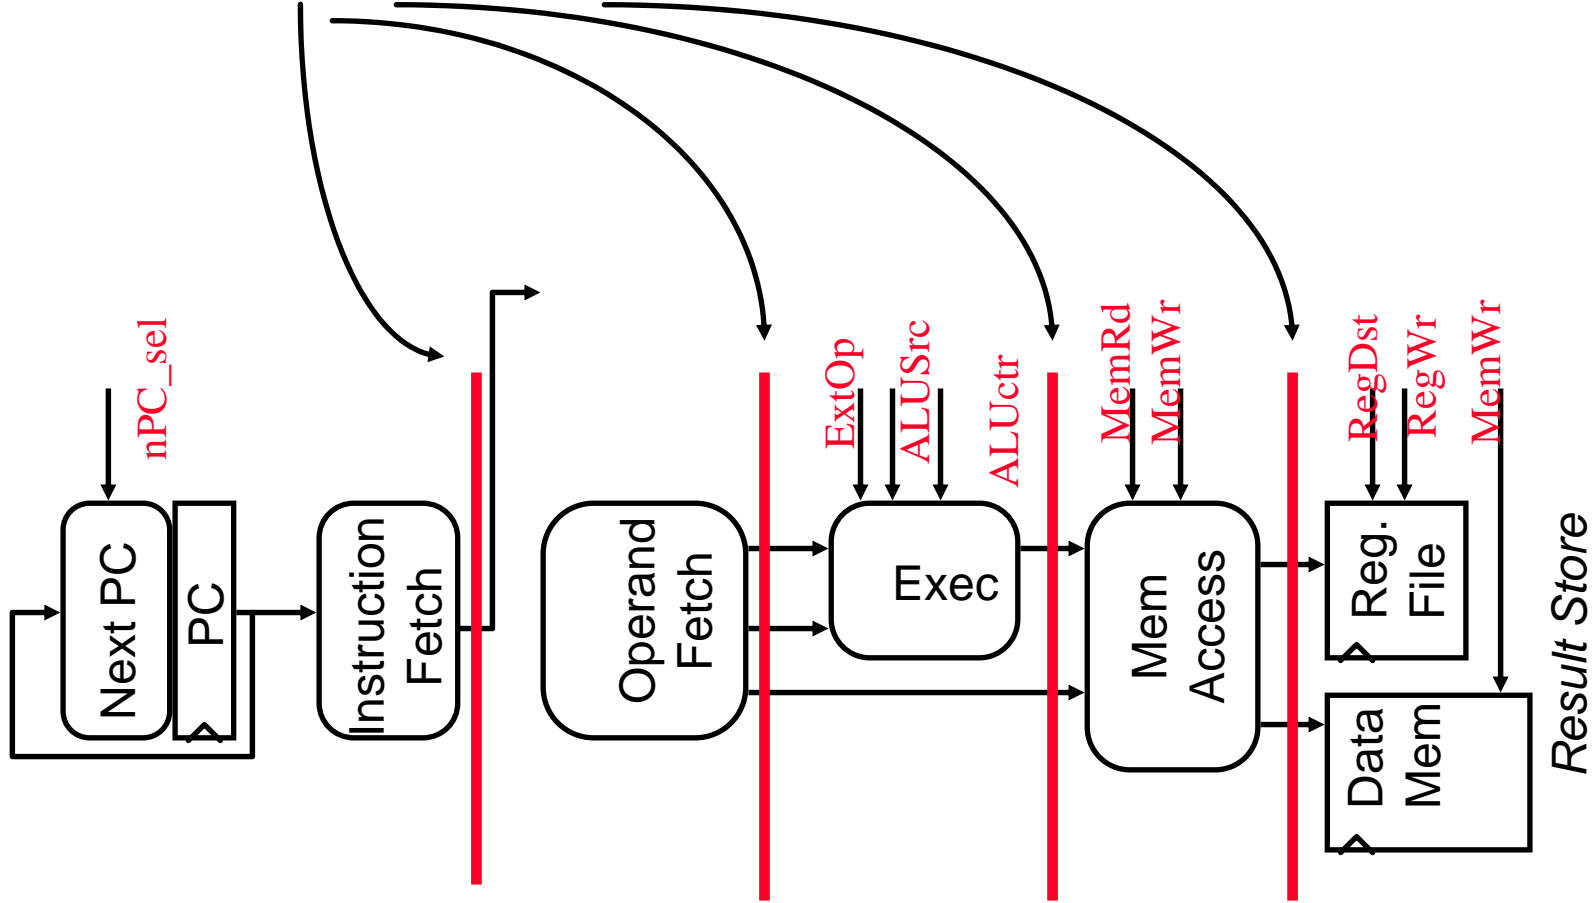 nPC_sel
Next PC
PC
Instruction
Fetch
Operand
Fetch
ExtOp
ALUSrc
ALUctr
Exec
MemRd
MemWr
Mem
Access
RegDst
RegWr
MemWr
Reg.
File
Data
Mem
Result Store